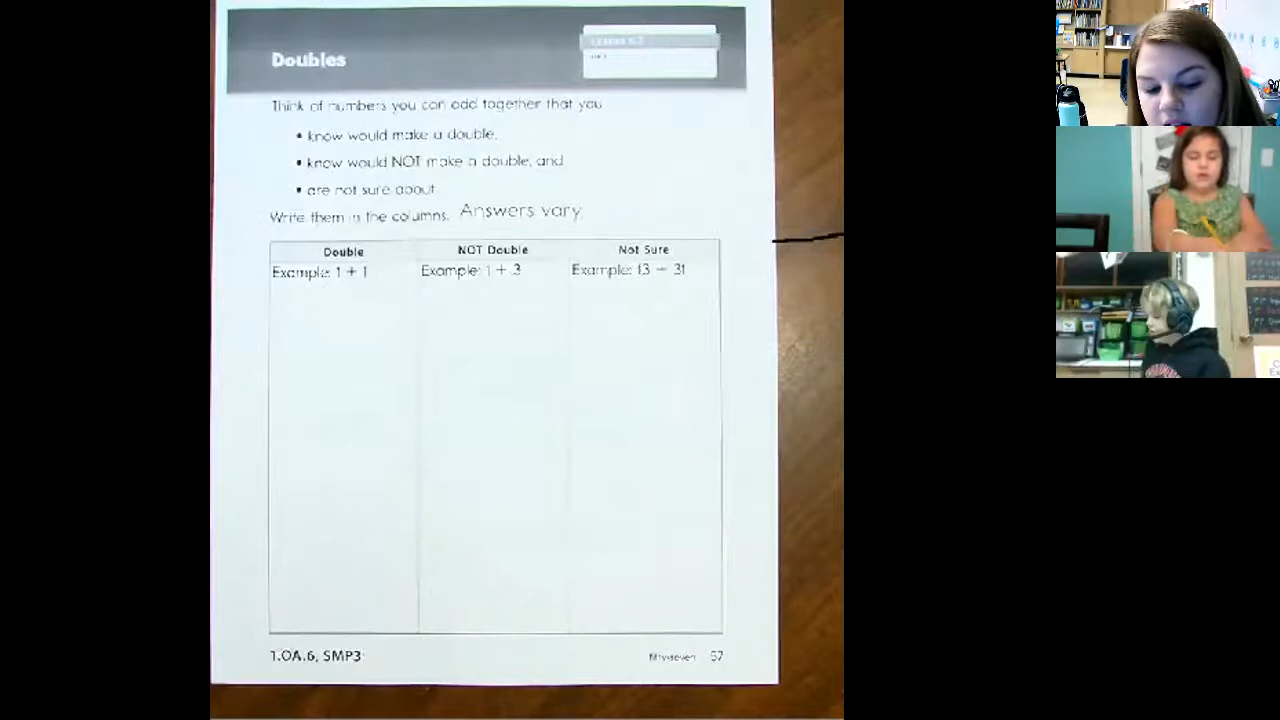 Doubles
Think of numbers you can add together that you
• know would make a double,
• know would NOT make a double, and
• are not sure about.
Write them in the columns. Answers vary
Double NOT Double Not Sure
Example: 1 + 1 Example: 1 + 3 Example: 13 + 31
1.OA.6, SMP3 fifty-seven 57